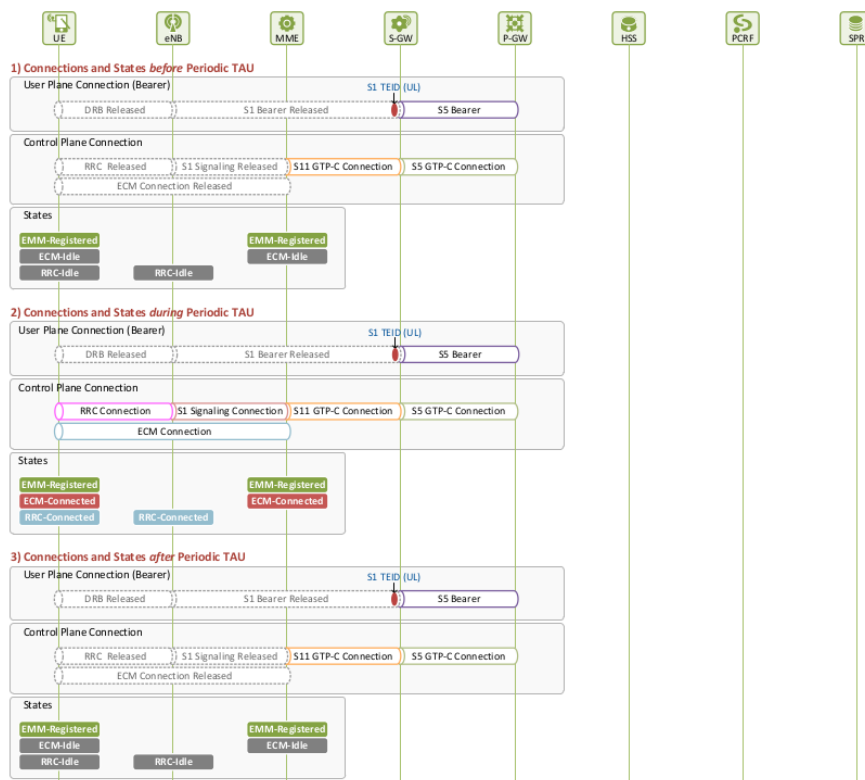 UE eNB MME S-GW P-GW HSS PCRF SPR
1) Connections and States before Periodic TAU
User Plane Connection (Bearer)
S1 TEID (UL)
DRB Released S1 Bearer Released S5 Bearer
Control Plane Connection
RRC Released S1 Signaling Released S11 GTP-C Connection S5 GTP-C Connection
ECM Connection Released
States
EMM-Registered EMM-Registered
ECM-Idle ECM-Idle
RRC-Idle RRC-Idle
2) Connections and States during Periodic TAU
User Plane Connection (Bearer)
S1 TEID (UL)
DRB Released S1 Bearer Released S5 Bearer
Control Plane Connection
RRC Connection S1 Signaling Connection S11 GTP-C Connection S5 GTP-C Connection
ECM Connection
States
EMM-Registered EMM-Registered
ECM-Connected ECM-Connected
RRC-Connected RRC-Connected
3) Connections and States after Periodic TAU
User Plane Connection (Bearer)
S1 TEID (UL)
DRB Released S1 Bearer Released S5 Bearer
Control Plane Connection
RRC Released S1 Signaling Released S11 GTP-C Connection S5 GTP-C Connection
ECM Connection Released
States
EMM-Registered EMM-Registered
ECM-Idle ECM-Idle
RRC-Idle RRC-Idle